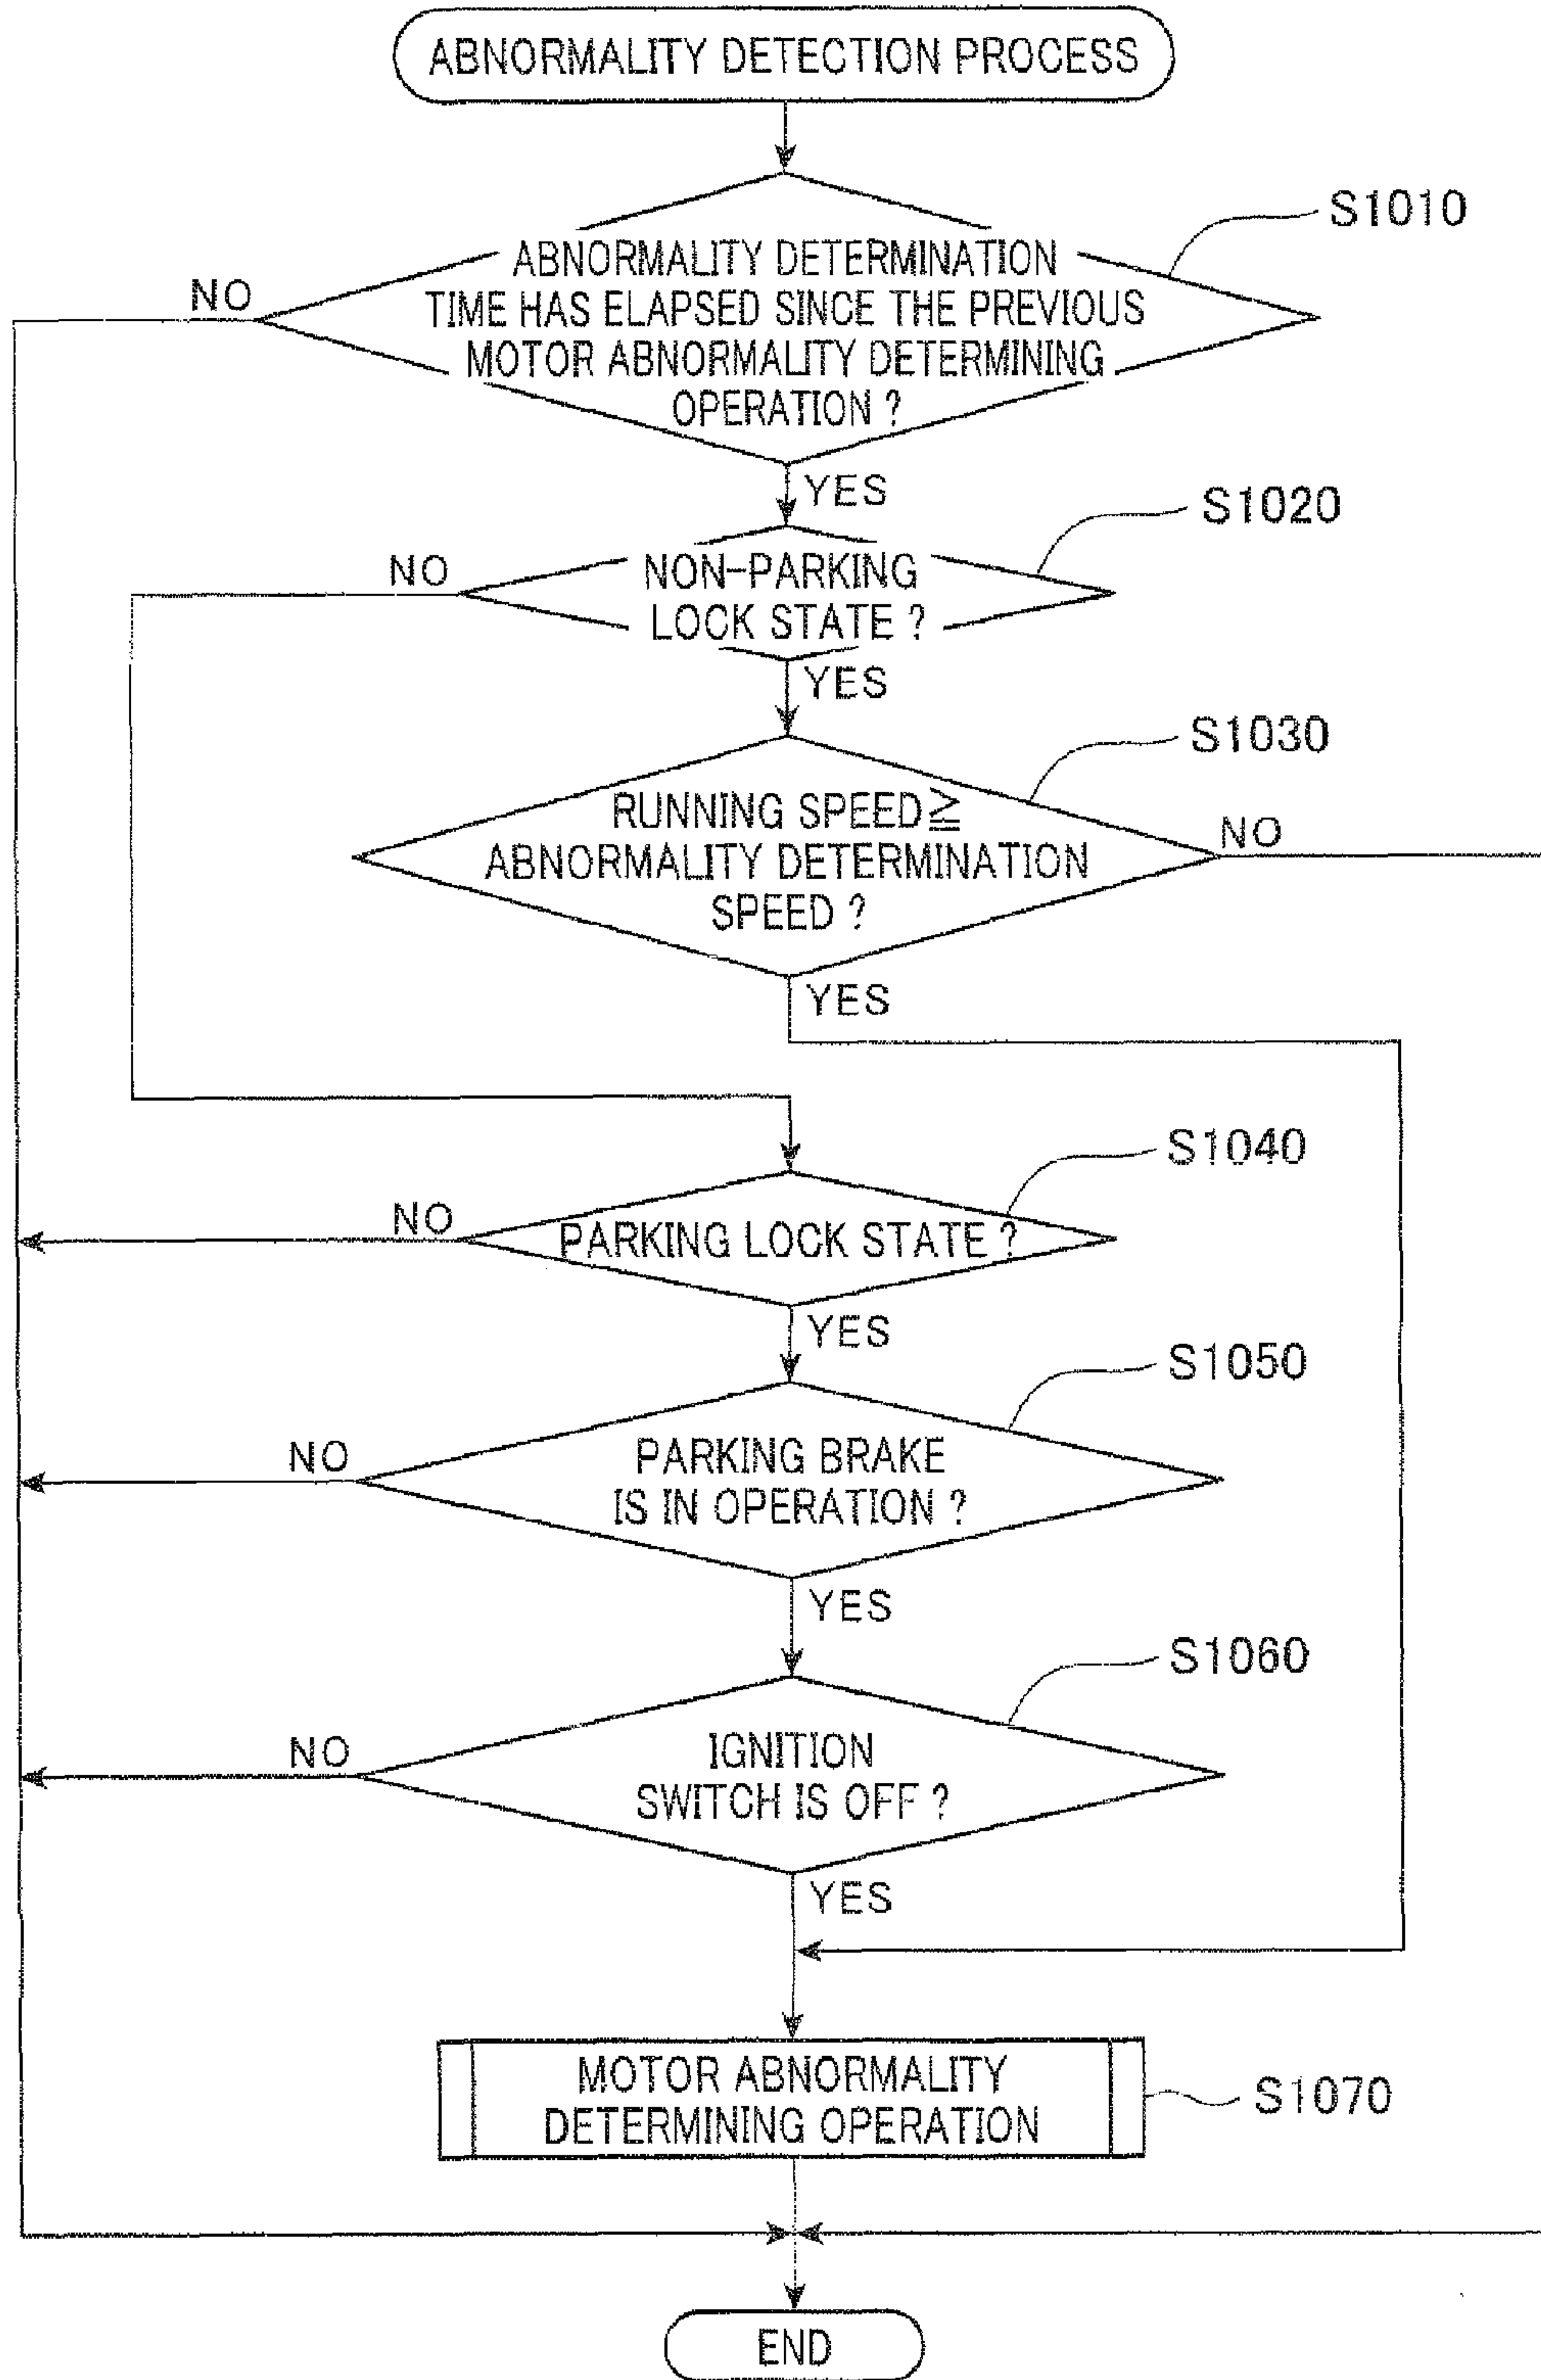 ABNORMALITY DETECTION PROCESS
S1010
ABNORMALITY DETERMINATION
TIME HAS ELAPSED SINCE THE PREVIOUS
MOTOR ABNORMALITY DETERMINING
OPERATION ?
NO
YES
S1020
NON-PARKING
LOCK STATE ?
NO
YES
S1030
RUNNING SPEED≧
ABNORMALITY DETERMINATION
SPEED ?
NO
YES
S1040
PARKING LOCK STATE ?
NO
YES
S1050
PARKING BRAKE
IS IN OPERATION ?
NO
YES
S1060
IGNITION
SWITCH IS OFF ?
NO
YES
MOTOR ABNORMALITY
DETERMINING OPERATION
S1070
END